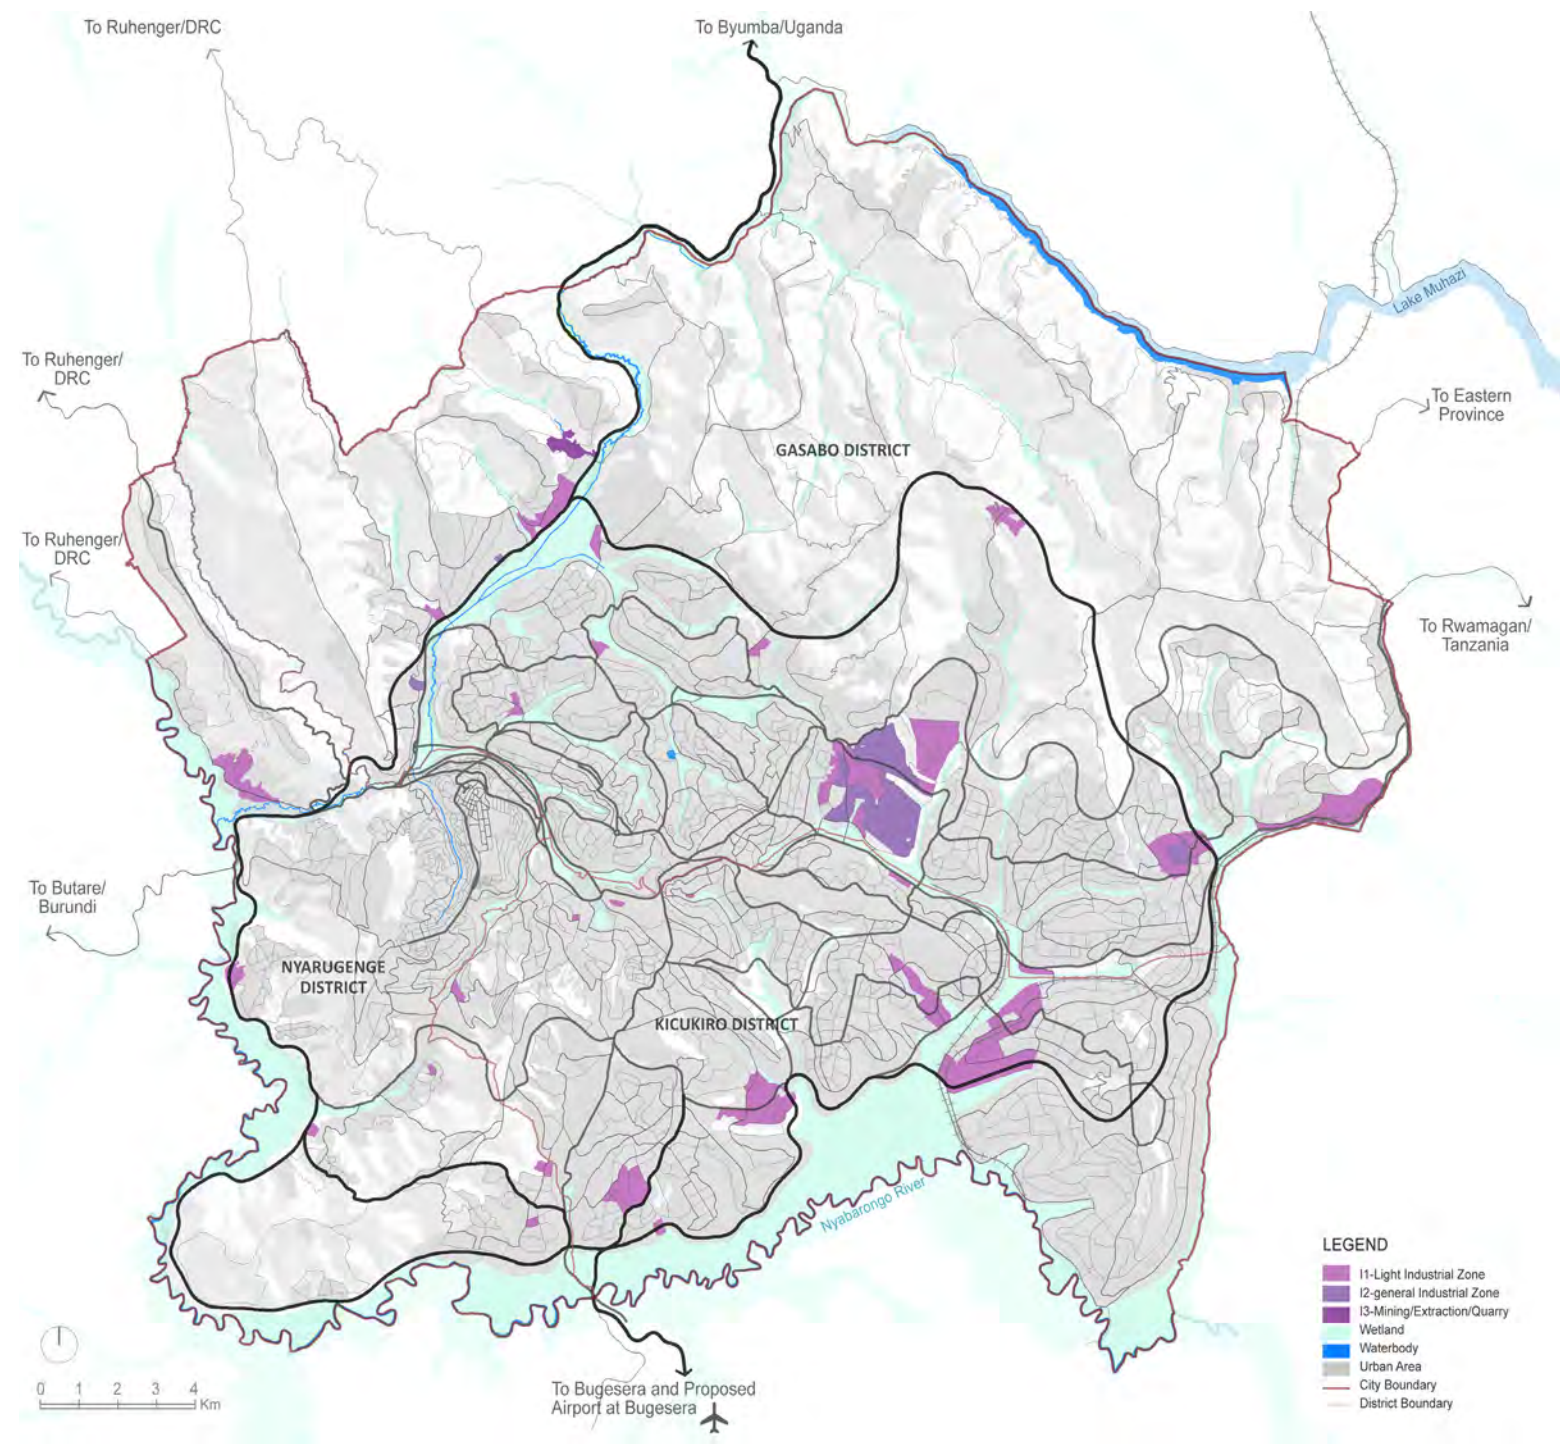 To Ruhenger/DRC
To Byumba/Uganda
Lake Muhazi
To Ruhenger/
DRC
To Eastern
Province
GASABO DISTRICT
To Ruhenger/
DRC
To Rwamagan/
Tanzania
To Butare/
Burundi
NYARUGENGE
DISTRICT
KICUKIRO DISTRICT
Nyabarongo River
LEGEND
I1-Light Industrial Zone
I2-general Industrial Zone
I3-Mining/Extraction/Quarry
Wetland
Waterbody
Urban Area
City Boundary
District Boundary
0 1 2 3 4
Km
To Bugesera and Proposed
Airport at Bugesera